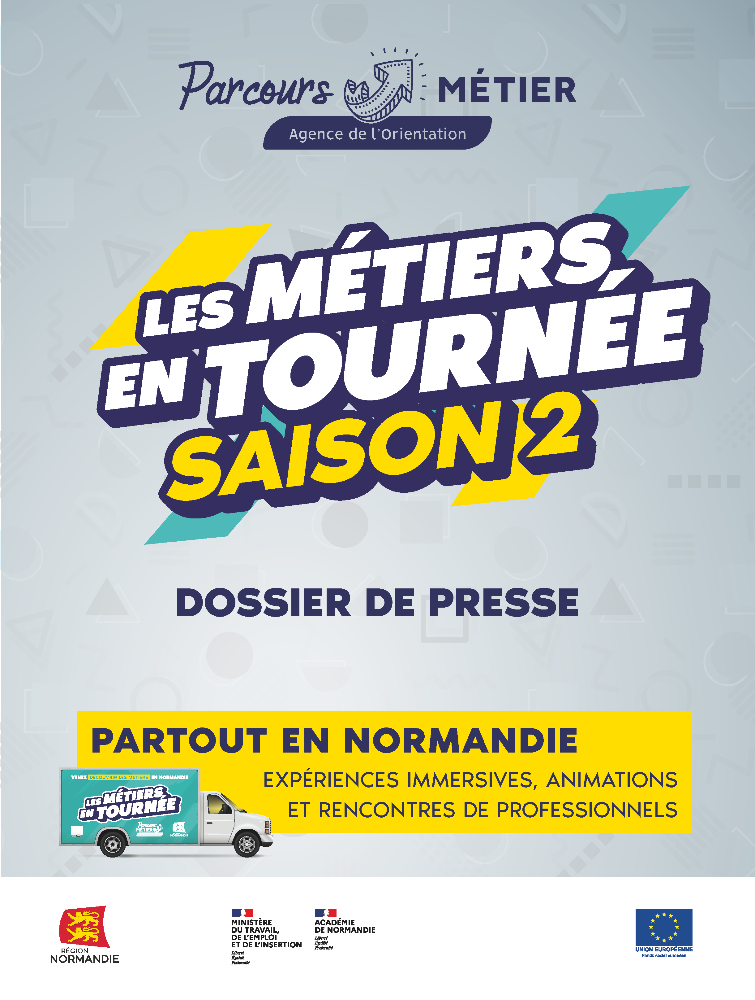 Parcours MÉTIER
Agence de l'Orientation
LES MÉTIERS
EN TOURNÉE
SAISON 2
DOSSIER DE PRESSE
PARTOUT EN NORMANDIE
EXPÉRIENCES IMMERSIVES, ANIMATIONS
ET RENCONTRES DE PROFESSIONNELS
VENEZ DECOUVRIR LES METIERS EN NORMANDIE
LES MÉTIERS
EN TOURNÉE
Parcours
MÉTIER
RÉGION
NORMANDIE
RÉGION
NORMANDIE
MINISTÈRE
DU TRAVAIL,
DE L'EMPLOI
ET DE L'INSERTION
Liberté
Égalité
Fraternité
ACADÉMIE
DE NORMANDIE
Liberté
Égalité
Fraternité
UNION EUROPÉENNE
Fonds social européen